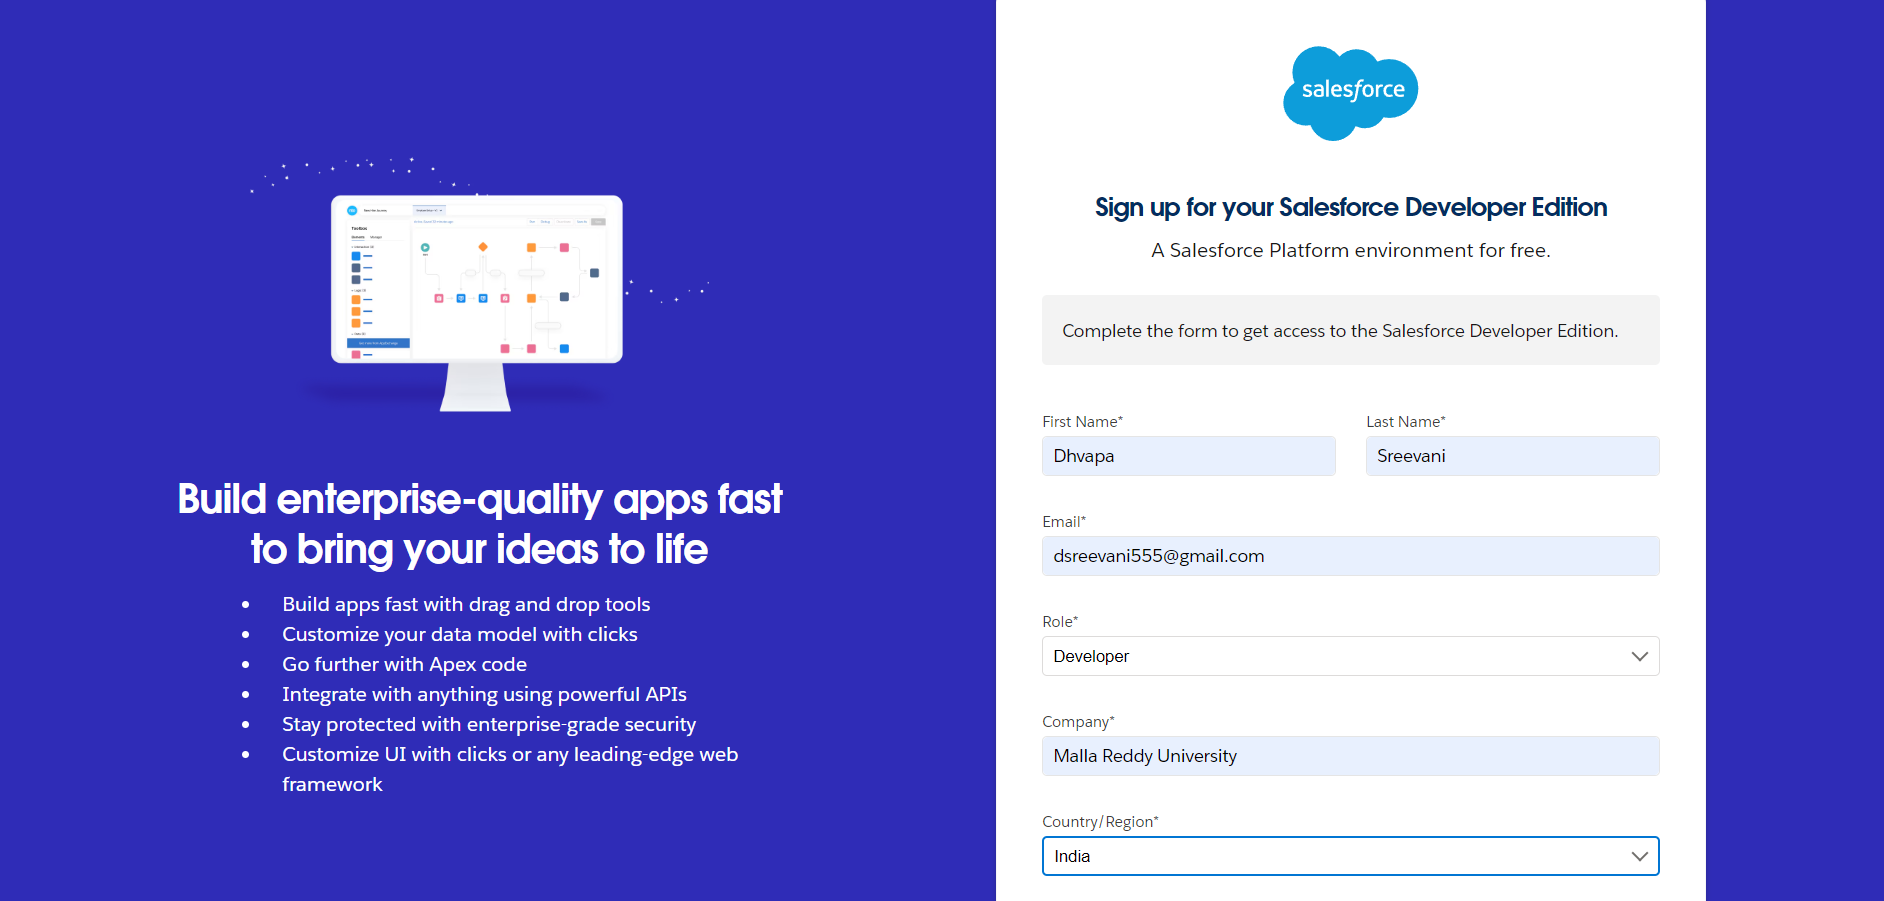 salesforce
Sign up for your Salesforce Developer Edition
A Salesforce Platform environment for free.
Complete the form to get access to the Salesforce Developer Edition.
First Name*
Last Name*
Dhvapa
Sreevani
Email*
dsreevani555@gmail.com
Role*
Developer
Company*
Malla Reddy University
Country/Region*
India
Toolbox
Build enterprise-quality apps fast
to bring your ideas to life
• Build apps fast with drag and drop tools
• Customize your data model with clicks
• Go further with Apex code
• Integrate with anything using powerful APIs
• Stay protected with enterprise-grade security
• Customize UI with clicks or any leading-edge web
framework